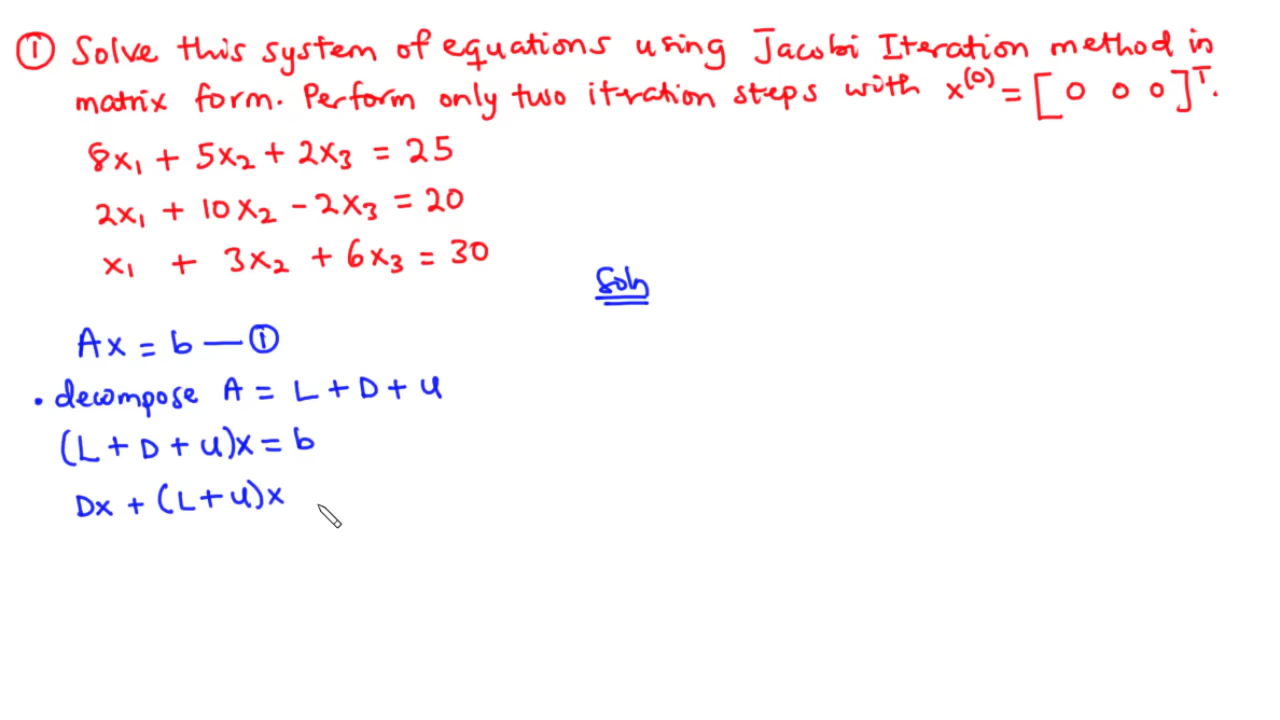 ① Solve this system of equations using Jacobi Iteration method in
matrix form. Perform only two itration steps with x⁽⁰⁾ = [0 0 0]ᵀ.
8x₁ + 5x₂ + 2x₃ = 25
2x₁ + 10x₂ - 2x₃ = 20
x₁ + 3x₂ + 6x₃ = 30
Soln
Ax = b — ①
• decompose A = L + D + U
(L + D + U)x = b
Dx + (L + U)x